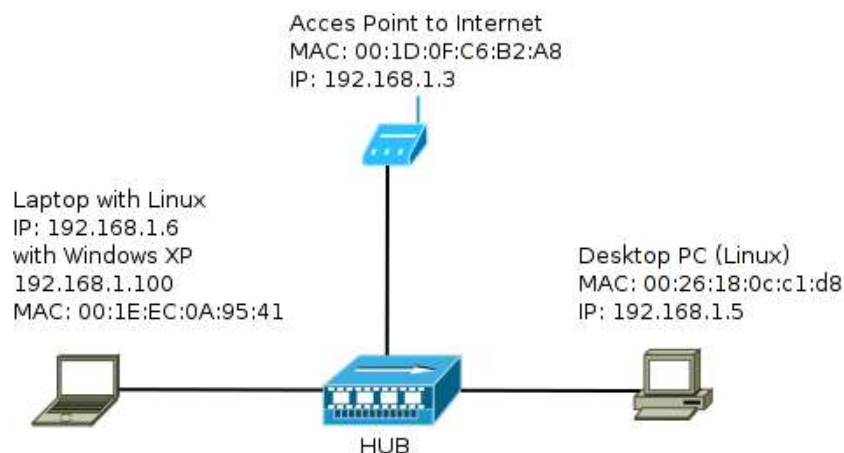 Acces Point to Internet
MAC: 00:1D:0F:C6:B2:A8
IP: 192.168.1.3
Laptop with Linux
IP: 192.168.1.6
with Windows XP
192.168.1.100
MAC: 00:1E:EC:0A:95:41
Desktop PC (Linux)
MAC: 00:26:18:0c:c1:d8
IP: 192.168.1.5
HUB